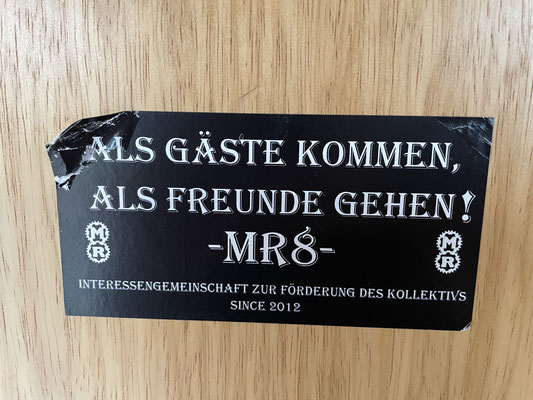 ALS GÄSTE KOMMEN,
ALS FREUNDE GEHEN!
-MR8-
M
R
M
R
INTERESSENGEMEINSCHAFT ZUR FÖRDERUNG DES KOLLEKTIVS
SINCE 2012